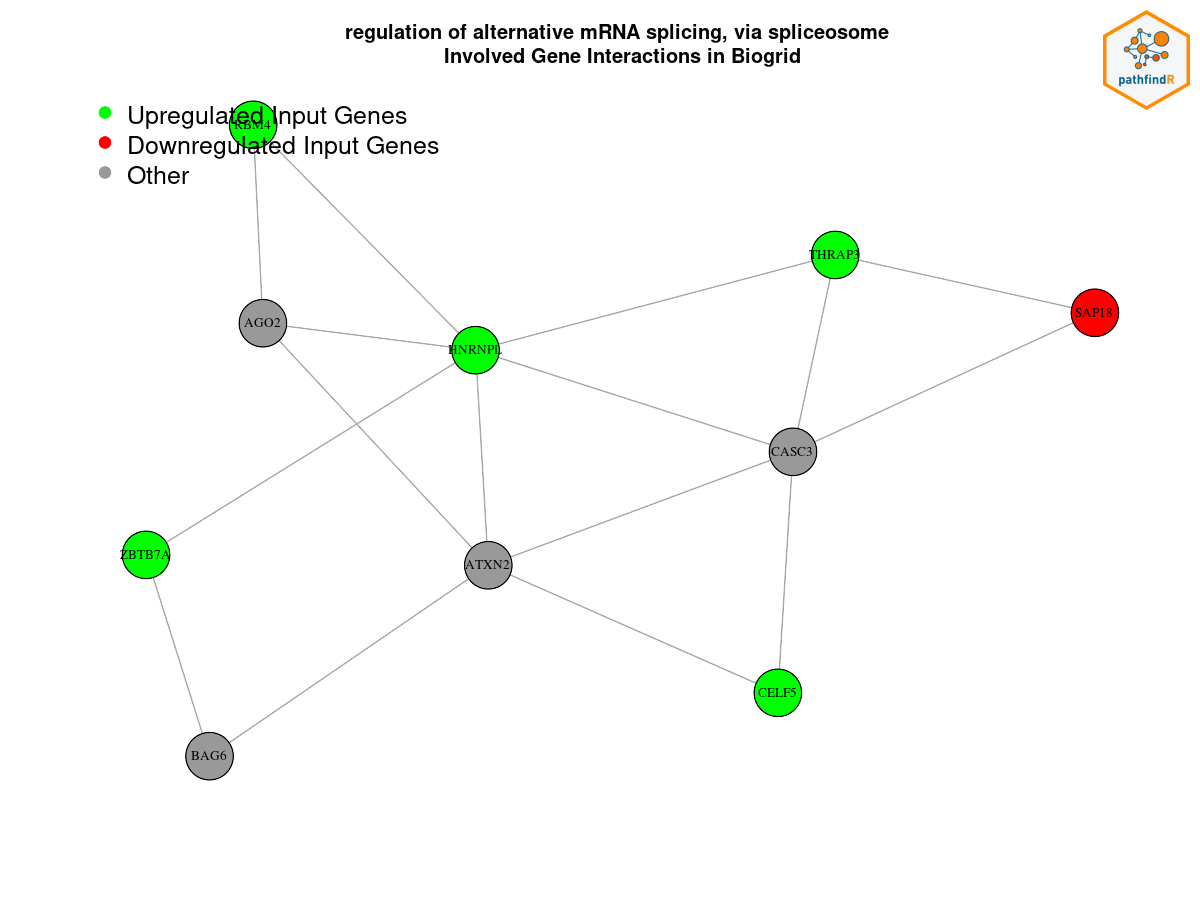 regulation of alternative mRNA splicing, via spliceosome
Involved Gene Interactions in Biogrid
pathfindR
Upregulated Input Genes
RBM4
Downregulated Input Genes
Other
THRAP3
SAP18
AGO2
HNRNPL
CASC3
ZBTB7A
ATXN2
CELF5
BAG6